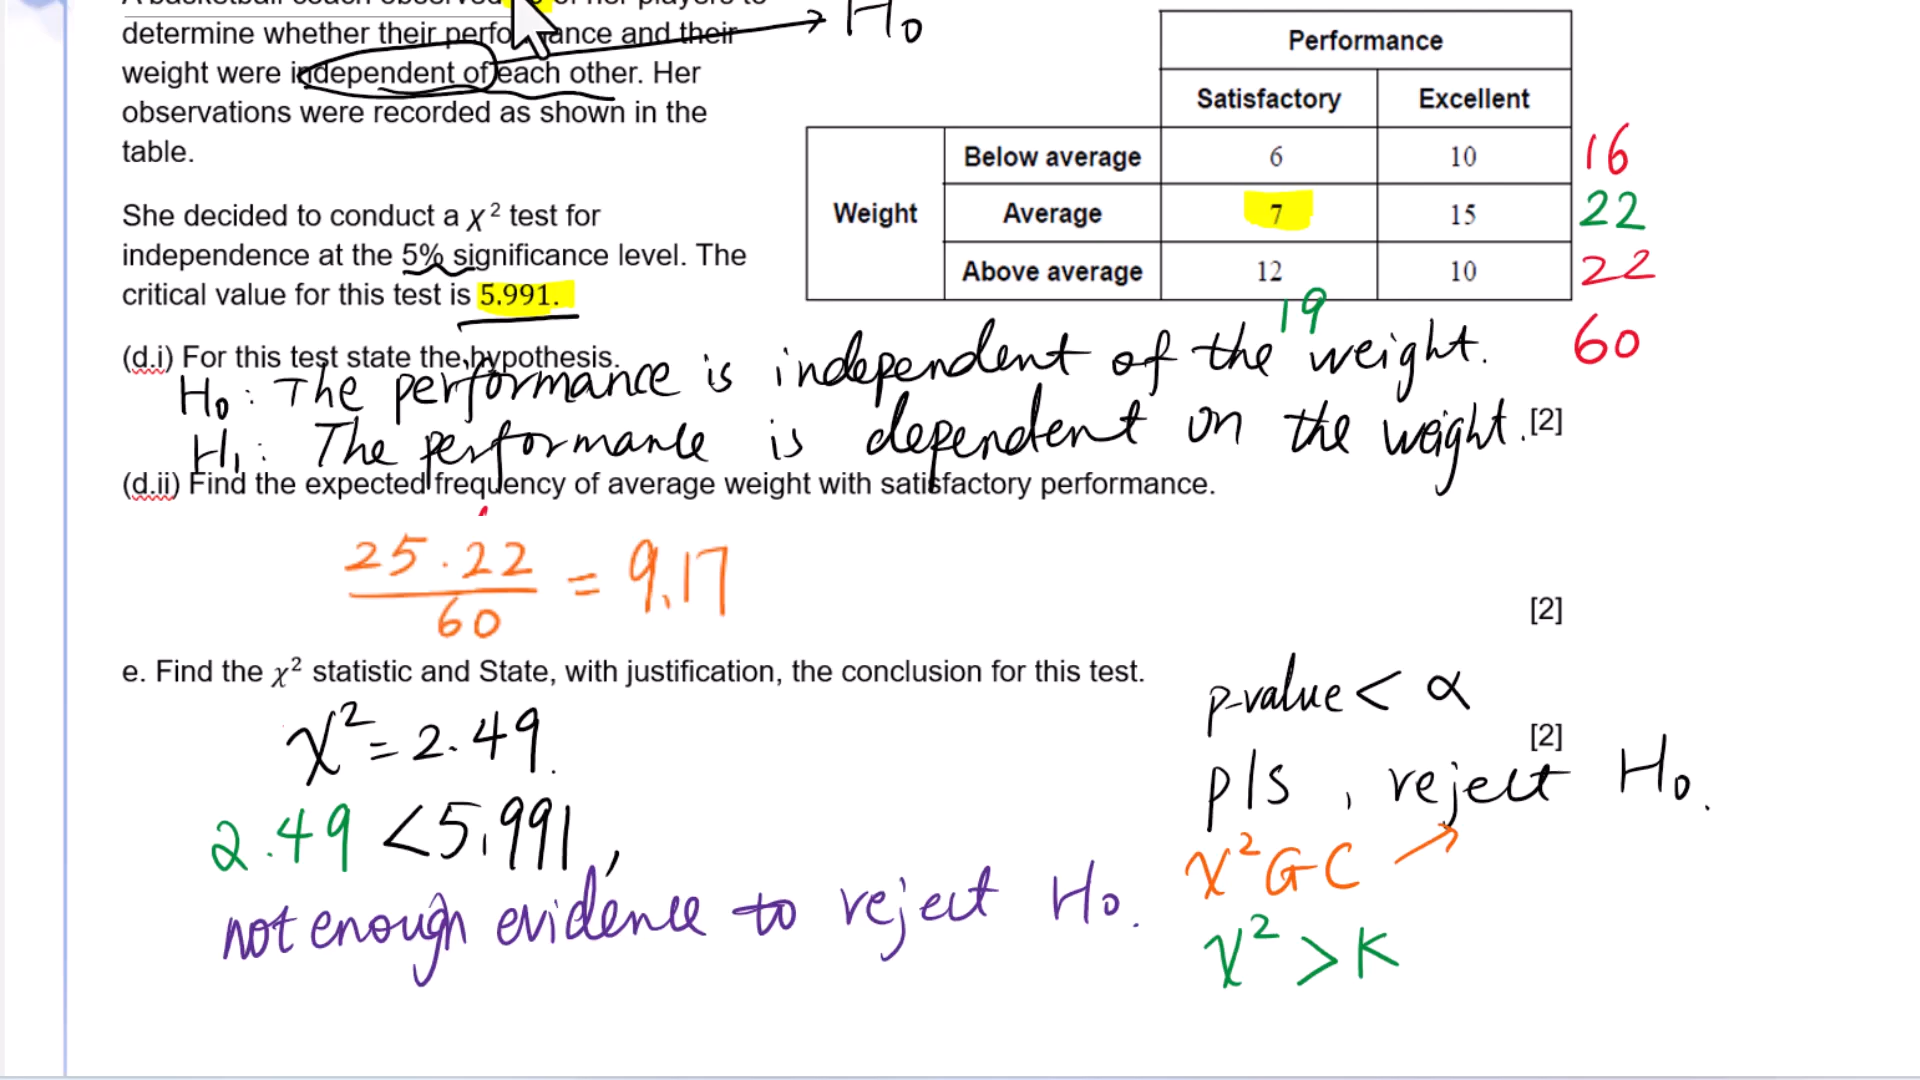 determine whether their perfo ance and their
weight were independent of each other. Her
observations were recorded as shown in the
table.
H₀
She decided to conduct a χ² test for
independence at the 5% significance level. The
critical value for this test is 5.991.
Performance
Satisfactory Excellent
Weight
Below average 6 10 16
Average 7 15 22
Above average 12 10 22
19 60
(d.i) For this test state the hypothesis.
H₀: The performance is independent of the weight.
H₁: The performance is dependent on the weight. [2]
(d.ii) Find the expected frequency of average weight with satisfactory performance.
25.22 / 60 = 9.17
[2]
e. Find the χ² statistic and State, with justification, the conclusion for this test.
χ² = 2.49.
2.49 < 5.991,
not enough evidence to reject H₀.
p-value < α
[2]
p/s, reject H₀.
χ² GC
χ² > K